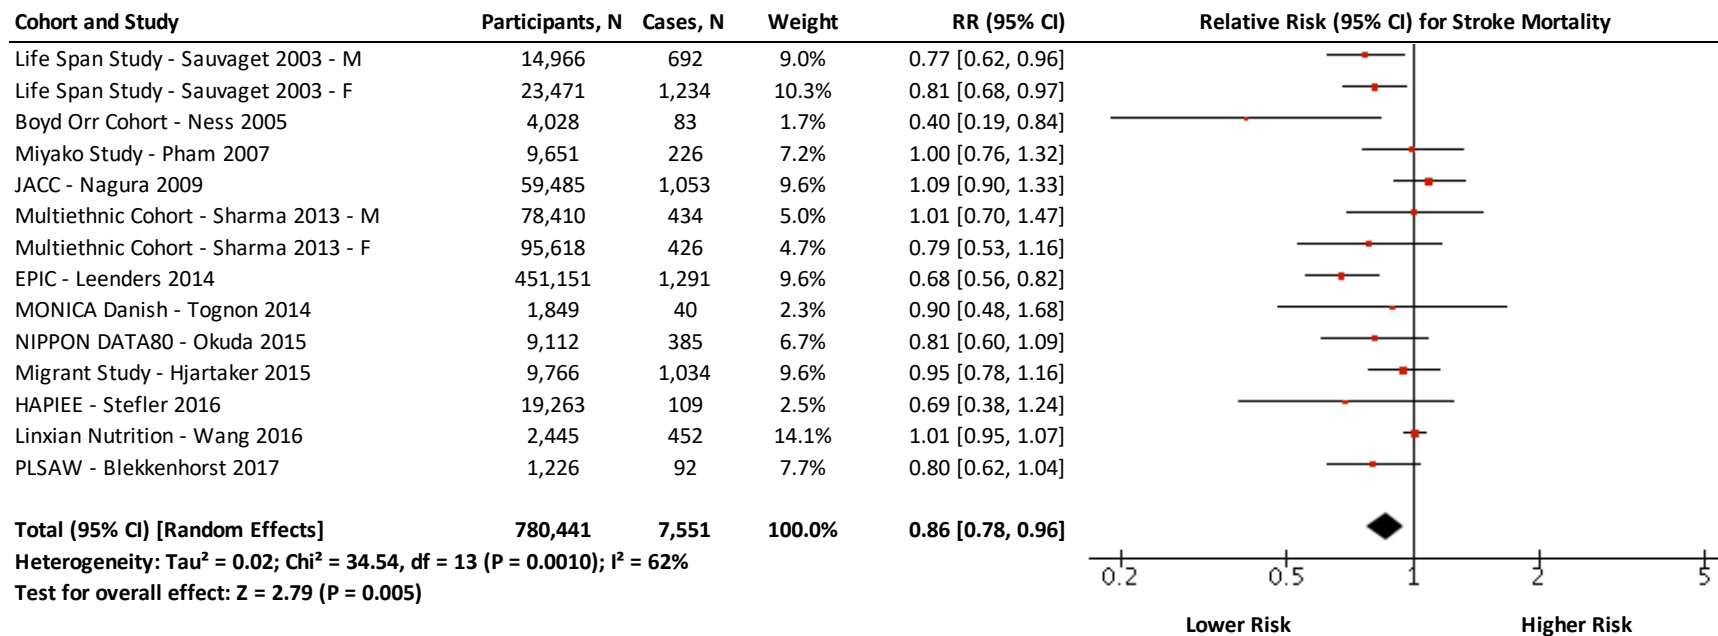 Cohort and Study Participants, N Cases, N Weight RR (95% CI) Relative Risk (95% CI) for Stroke Mortality
Life Span Study - Sauvaget 2003 - M 14,966 692 9.0% 0.77 [0.62, 0.96]
Life Span Study - Sauvaget 2003 - F 23,471 1,234 10.3% 0.81 [0.68, 0.97]
Boyd Orr Cohort - Ness 2005 4,028 83 1.7% 0.40 [0.19, 0.84]
Miyako Study - Pham 2007 9,651 226 7.2% 1.00 [0.76, 1.32]
JACC - Nagura 2009 59,485 1,053 9.6% 1.09 [0.90, 1.33]
Multiethnic Cohort - Sharma 2013 - M 78,410 434 5.0% 1.01 [0.70, 1.47]
Multiethnic Cohort - Sharma 2013 - F 95,618 426 4.7% 0.79 [0.53, 1.16]
EPIC - Leenders 2014 451,151 1,291 9.6% 0.68 [0.56, 0.82]
MONICA Danish - Tognon 2014 1,849 40 2.3% 0.90 [0.48, 1.68]
NIPPON DATA80 - Okuda 2015 9,112 385 6.7% 0.81 [0.60, 1.09]
Migrant Study - Hjartaker 2015 9,766 1,034 9.6% 0.95 [0.78, 1.16]
HAPIEE - Stefler 2016 19,263 109 2.5% 0.69 [0.38, 1.24]
Linxian Nutrition - Wang 2016 2,445 452 14.1% 1.01 [0.95, 1.07]
PLSAW - Blekkenhorst 2017 1,226 92 7.7% 0.80 [0.62, 1.04]
Total (95% CI) [Random Effects] 780,441 7,551 100.0% 0.86 [0.78, 0.96]
Heterogeneity: Tau² = 0.02; Chi² = 34.54, df = 13 (P = 0.0010); I² = 62%
0.2 0.5 1 2 5
Test for overall effect: Z = 2.79 (P = 0.005)
Lower Risk Higher Risk